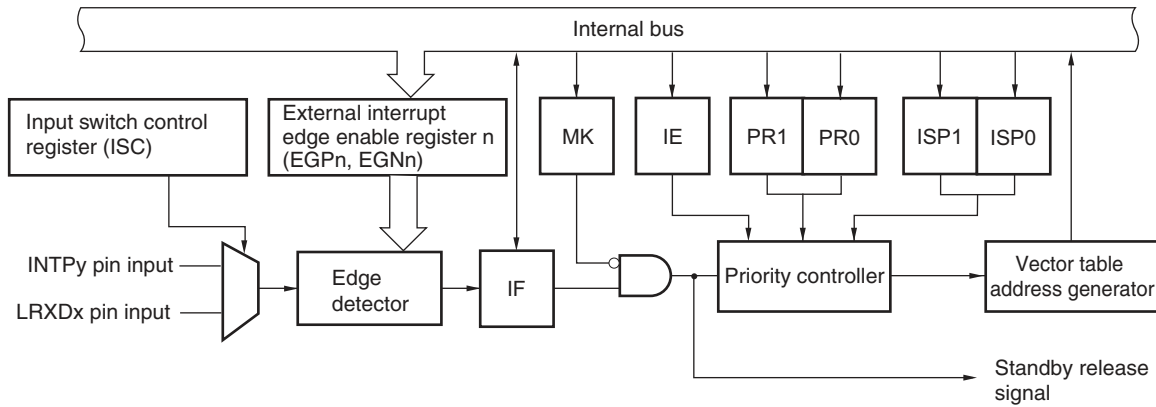 Internal bus
Input switch control
register (ISC)
External interrupt
edge enable register n
(EGPn, EGNn)
MK
IE
PR1
PR0
ISP1
ISP0
INTPy pin input
LRXDx pin input
Edge
detector
IF
Priority controller
Vector table
address generator
Standby release
signal